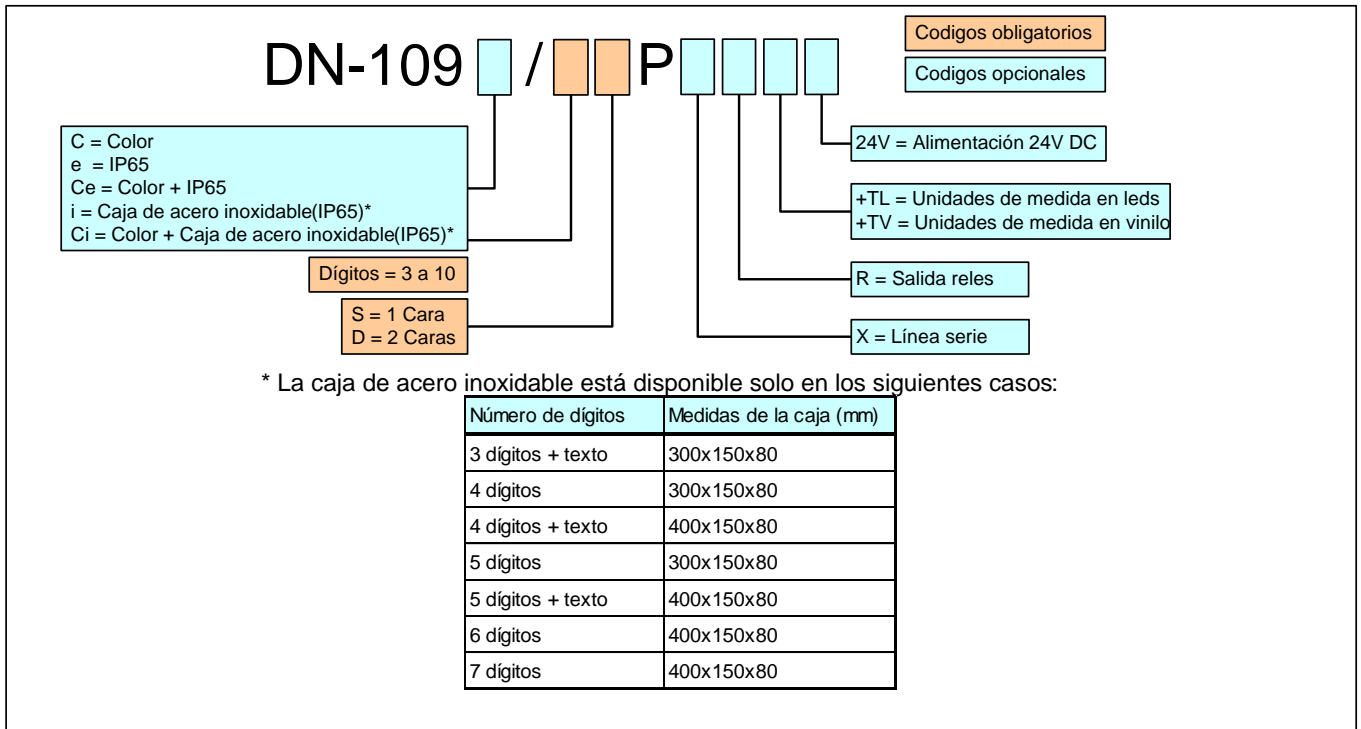 Codigos obligatorios
DN-109 / P
Codigos opcionales
C = Color
e = IP65
Ce = Color + IP65
i = Caja de acero inoxidable(IP65)*
Ci = Color + Caja de acero inoxidable(IP65)*
Dígitos = 3 a 10
S = 1 Cara
D = 2 Caras
24V = Alimentación 24V DC
+TL = Unidades de medida en leds
+TV = Unidades de medida en vinilo
R = Salida reles
X = Línea serie
* La caja de acero inoxidable está disponible solo en los siguientes casos:
Número de dígitos Medidas de la caja (mm)
3 dígitos + texto 300x150x80
4 dígitos 300x150x80
4 dígitos + texto 400x150x80
5 dígitos 300x150x80
5 dígitos + texto 400x150x80
6 dígitos 400x150x80
7 dígitos 400x150x80